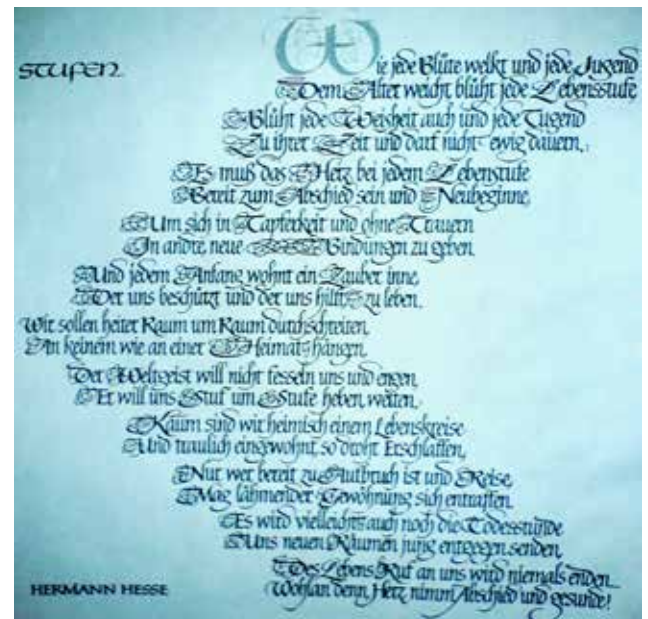 STUFEN
Wie jede Blüte welkt und jede Jugend
Dem Alter weicht, blüht jede Lebensstufe
Blüht jede Weisheit auch und jede Tugend
Zu ihrer Zeit und darf nicht ewig dauern.
Es muß das Herz bei jedem Lebensrufe
Bereit zum Abschied sein und Neubeginne,
Um sich in Tapferkeit und ohne Trauern
In andre, neue Bindungen zu geben.
Und jedem Anfang wohnt ein Zauber inne,
Der uns beschützt und der uns hilft zu leben.
Wir sollen heiter Raum um Raum durchschreiten,
An keinem wie an einer Heimat hängen,
Der Weltgeist will nicht fesseln uns und engen,
Er will uns Stuf um Stufe heben, weiten.
Kaum sind wir heimisch einem Lebenskreise
Und traulich eingewohnt, so droht Erschlaffen,
Nur wer bereit zu Aufbruch ist und Reise,
Mag lähmender Gewöhnung sich entraffen.
Es wird vielleicht auch noch die Todesstunde
Uns neuen Räumen jung entgegen senden,
Des Lebens Ruf an uns wird niemals enden...
Wohlan denn, Herz, nimm Abschied und gesunde!
HERMANN HESSE